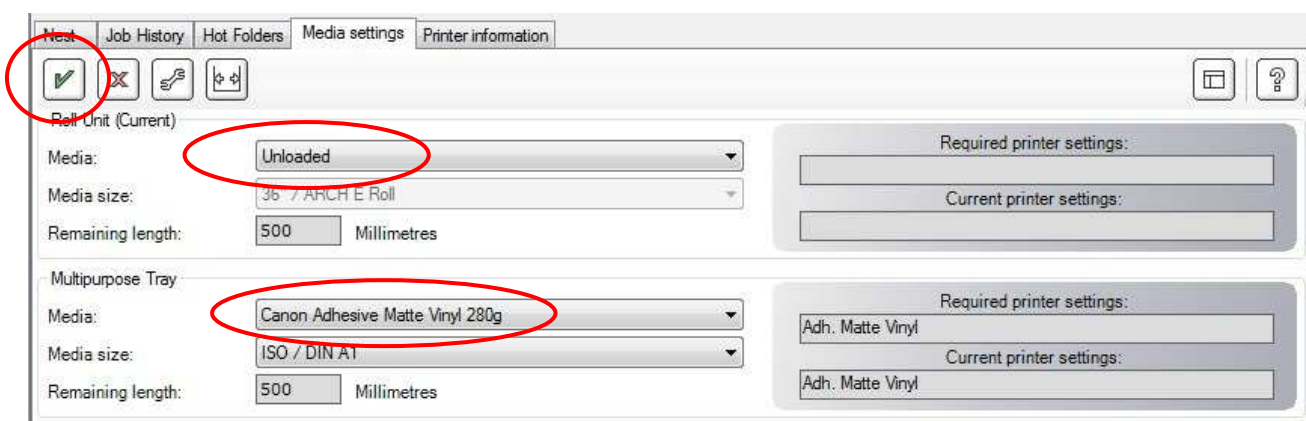 Nest Job History Hot Folders Media settings Printer information
Roll Unit (Current)
Media: Unloaded
Required printer settings:
Media size: 36" / ARCH E Roll
Current printer settings:
Remaining length: 500 Millimetres
Multipurpose Tray
Media: Canon Adhesive Matte Vinyl 280g
Required printer settings:
Adh. Matte Vinyl
Media size: ISO / DIN A1
Current printer settings:
Remaining length: 500 Millimetres
Adh. Matte Vinyl